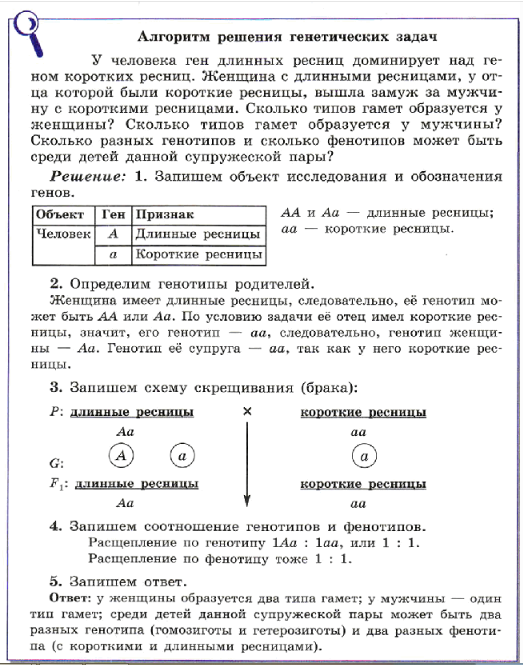 Алгоритм решения генетических задач
У человека ген длинных ресниц доминирует над ге-
ном коротких ресниц. Женщина с длинными ресницами, у от-
ца которой были короткие ресницы, вышла замуж за мужчи-
ну с короткими ресницами. Сколько типов гамет образуется у
женщины? Сколько типов гамет образуется у мужчины?
Сколько разных генотипов и сколько фенотипов может быть
среди детей данной супружеской пары?
Решение: 1. Запишем объект исследования и обозначения
генов.
Объект Ген Признак
Человек A Длинные ресницы
a Короткие ресницы
AA и Aa — длинные ресницы;
aa — короткие ресницы.
2. Определим генотипы родителей.
Женщина имеет длинные ресницы, следовательно, её генотип мо-
жет быть AA или Aa. По условию задачи её отец имел короткие рес-
ницы, значит, его генотип — aa, следовательно, генотип женщи-
ны — Aa. Генотип её супруга — aa, так как у него короткие рес-
ницы.
3. Запишем схему скрещивания (брака):
P: длинные ресницы × короткие ресницы
Aa aa
G: A a a
F1: длинные ресницы короткие ресницы
Aa aa
4. Запишем соотношение генотипов и фенотипов.
Расщепление по генотипу 1Aa : 1aa, или 1 : 1.
Расщепление по фенотипу тоже 1 : 1.
5. Запишем ответ.
Ответ: у женщины образуется два типа гамет; у мужчины — один
тип гамет; среди детей данной супружеской пары может быть два
разных генотипа (гомозиготы и гетерозиготы) и два разных феноти-
па (с короткими и длинными ресницами).